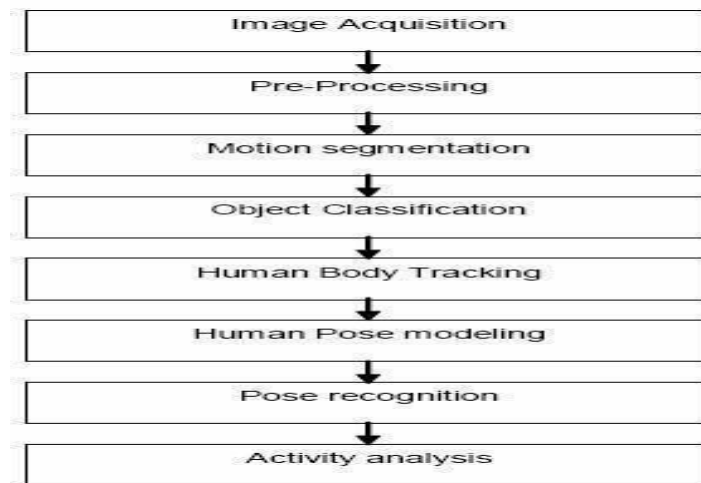 Image Acquisition
Pre-Processing
Motion segmentation
Object Classification
Human Body Tracking
Human Pose modeling
Pose recognition
Activity analysis